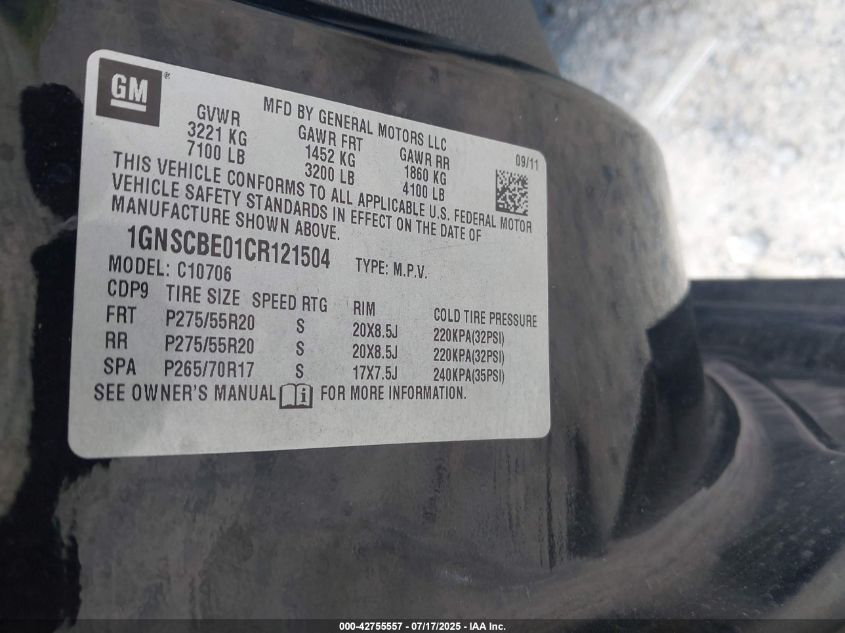 GM
MFD BY GENERAL MOTORS LLC
GVWR GAWR FRT GAWR RR 09/11
3221 KG 1452 KG 1860 KG
7100 LB 3200 LB 4100 LB
THIS VEHICLE CONFORMS TO ALL APPLICABLE U.S. FEDERAL MOTOR
VEHICLE SAFETY STANDARDS IN EFFECT ON THE DATE OF
MANUFACTURE SHOWN ABOVE.
1GNSCBE01CR121504 TYPE: M.P.V.
MODEL: C10706
CDP9 TIRE SIZE SPEED RTG RIM COLD TIRE PRESSURE
FRT P275/55R20 S 20X8.5J 220KPA(32PSI)
RR P275/55R20 S 20X8.5J 220KPA(32PSI)
SPA P265/70R17 S 17X7.5J 240KPA(35PSI)
SEE OWNER'S MANUAL FOR MORE INFORMATION.
000-42755557 - 07/17/2025 - IAA Inc.